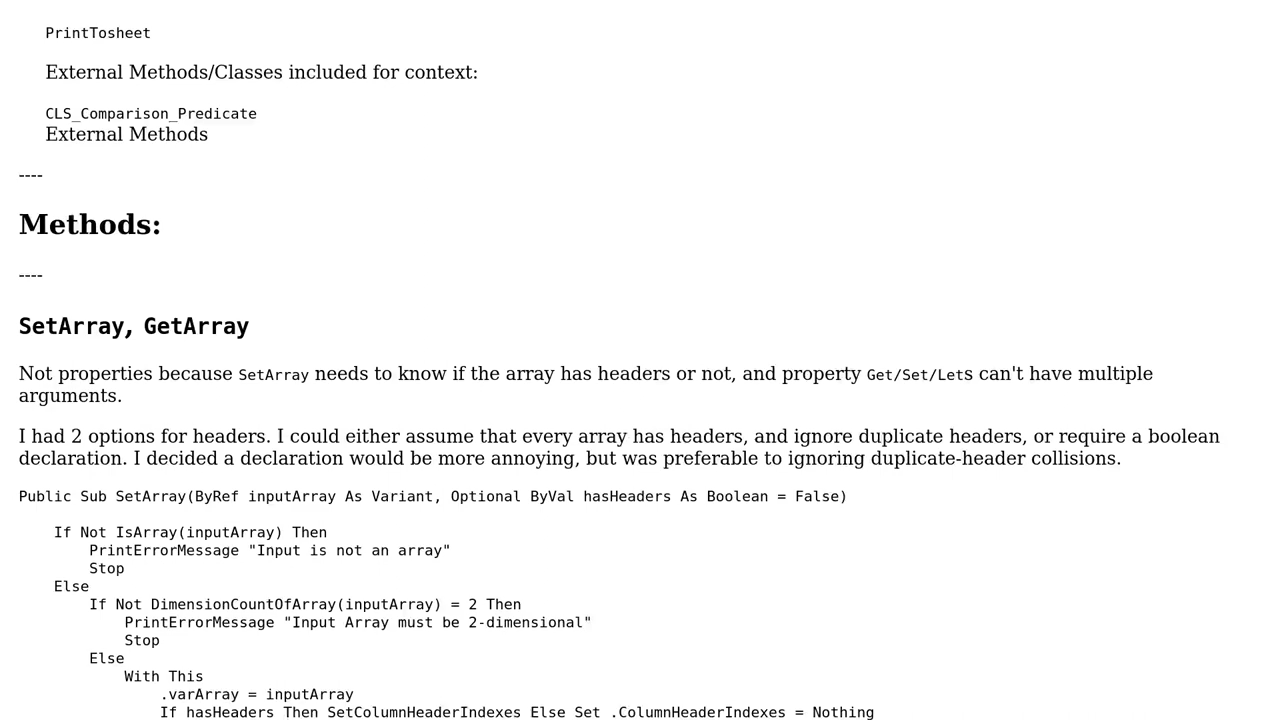 PrintTosheet
External Methods/Classes included for context:
CLS_Comparison_Predicate
External Methods
----
Methods:
----
SetArray, GetArray
Not properties because SetArray needs to know if the array has headers or not, and property Get/Set/Lets can't have multiple
arguments.
I had 2 options for headers. I could either assume that every array has headers, and ignore duplicate headers, or require a boolean
declaration. I decided a declaration would be more annoying, but was preferable to ignoring duplicate-header collisions.
Public Sub SetArray(ByRef inputArray As Variant, Optional ByVal hasHeaders As Boolean = False)
    If Not IsArray(inputArray) Then
        PrintErrorMessage "Input is not an array"
        Stop
    Else
        If Not DimensionCountOfArray(inputArray) = 2 Then
            PrintErrorMessage "Input Array must be 2-dimensional"
            Stop
        Else
            With This
                .varArray = inputArray
                If hasHeaders Then SetColumnHeaderIndexes Else Set .ColumnHeaderIndexes = Nothing